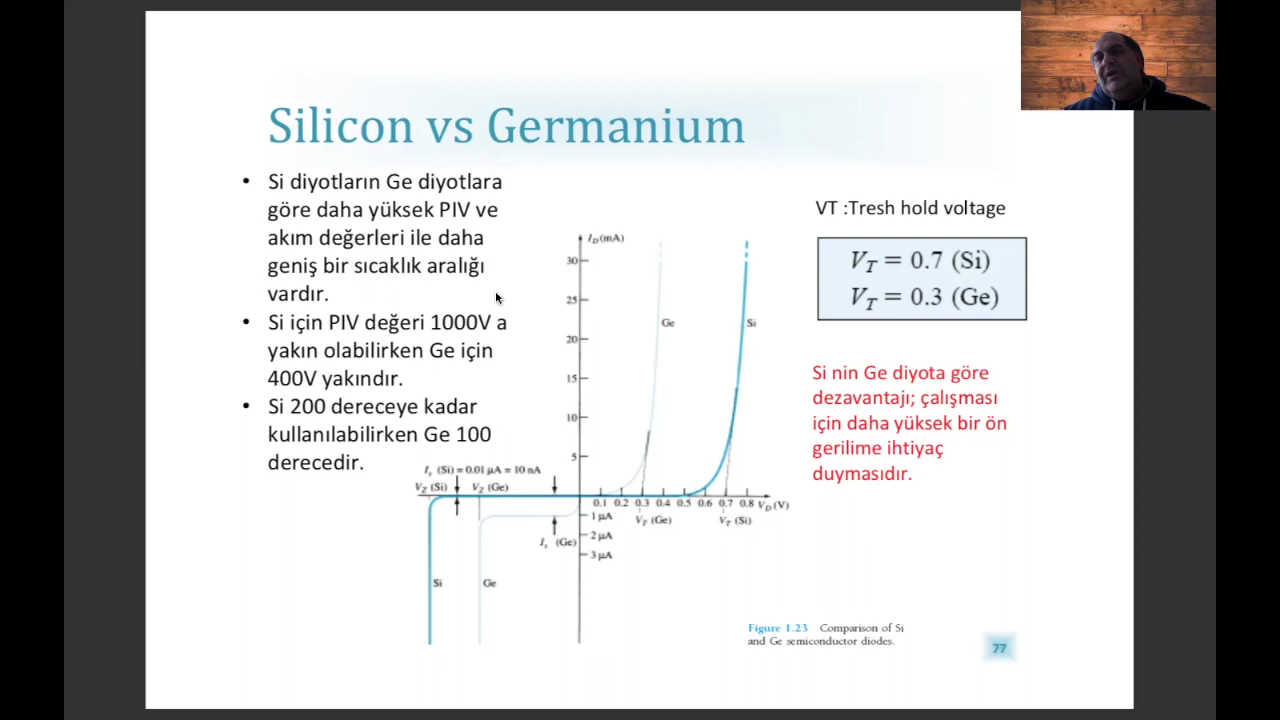 Silicon vs Germanium
• Si diyotların Ge diyotlara
göre daha yüksek PIV ve
akım değerleri ile daha
geniş bir sıcaklık aralığı
vardır.
• Si için PIV değeri 1000V a
yakın olabilirken Ge için
400V yakındır.
• Si 200 dereceye kadar
kullanılabilirken Ge 100
derecedir.
I_D (mA)
30
25
20
15
10
5
Ge
Si
I_s (Si) = 0.01 µA = 10 nA
V_Z (Si)
V_Z (Ge)
0.1 0.2 0.3 0.4 0.5 0.6 0.7 0.8 V_D (V)
1 µA
V_T (Ge)
V_T (Si)
2 µA
I_s (Ge)
3 µA
Si
Ge
VT :Tresh hold voltage
V_T = 0.7 (Si)
V_T = 0.3 (Ge)
Si nin Ge diyota göre
dezavantajı; çalışması
için daha yüksek bir ön
gerilime ihtiyaç
duymasıdır.
Figure 1.23 Comparison of Si
and Ge semiconductor diodes.
77